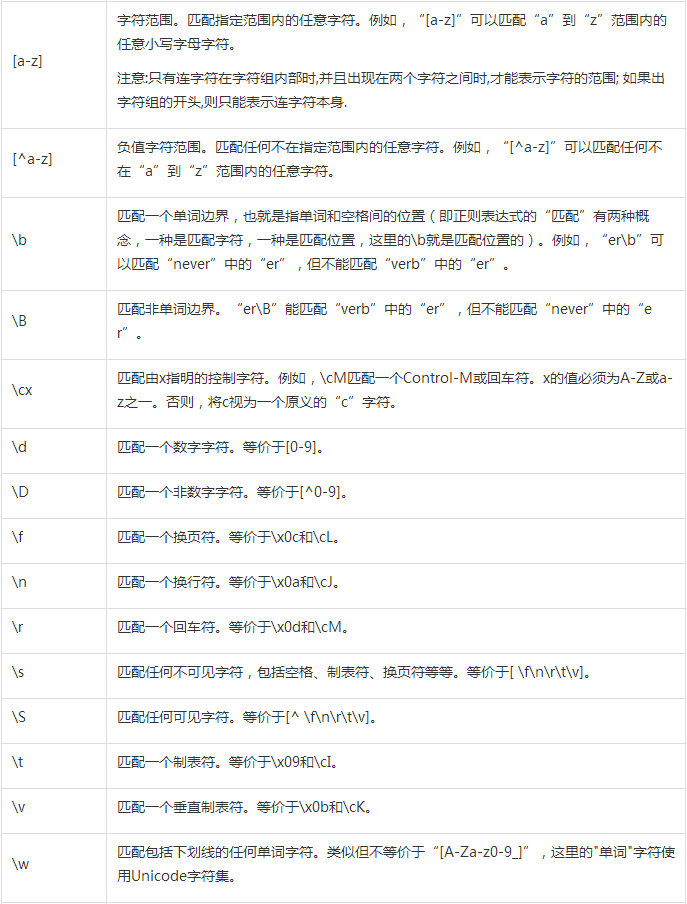 字符范围。匹配指定范围内的任意字符。例如，“[a-z]”可以匹配“a”到“z”范围内的
任意小写字母字符。
[a-z]
注意:只有连字符在字符组内部时,并且出现在两个字符之间时,才能表示字符的范围; 如果出
字符组的开头,则只能表示连字符本身.
负值字符范围。匹配任何不在指定范围内的任意字符。例如，“[^a-z]”可以匹配任何不
[^a-z]
在“a”到“z”范围内的任意字符。
匹配一个单词边界，也就是指单词和空格间的位置（即正则表达式的“匹配”有两种概
\b
念，一种是匹配字符，一种是匹配位置，这里的\b就是匹配位置的）。例如，“er\b”可
以匹配“never”中的“er”，但不能匹配“verb”中的“er”。
匹配非单词边界。“er\B”能匹配“verb”中的“er”，但不能匹配“never”中的“e
\B
r”。
匹配由x指明的控制字符。例如，\cM匹配一个Control-M或回车符。x的值必须为A-Z或a-
\cx
z之一。否则，将c视为一个原义的“c”字符。
\d
匹配一个数字字符。等价于[0-9]。
\D
匹配一个非数字字符。等价于[^0-9]。
\f
匹配一个换页符。等价于\x0c和\cL。
\n
匹配一个换行符。等价于\x0a和\cJ。
\r
匹配一个回车符。等价于\x0d和\cM。
\s
匹配任何不可见字符，包括空格、制表符、换页符等等。等价于[ \f\n\r\t\v]。
\S
匹配任何可见字符。等价于[^ \f\n\r\t\v]。
\t
匹配一个制表符。等价于\x09和\cI。
\v
匹配一个垂直制表符。等价于\x0b和\cK。
匹配包括下划线的任何单词字符。类似但不等价于“[A-Za-z0-9_]”，这里的"单词"字符使
\w
用Unicode字符集。